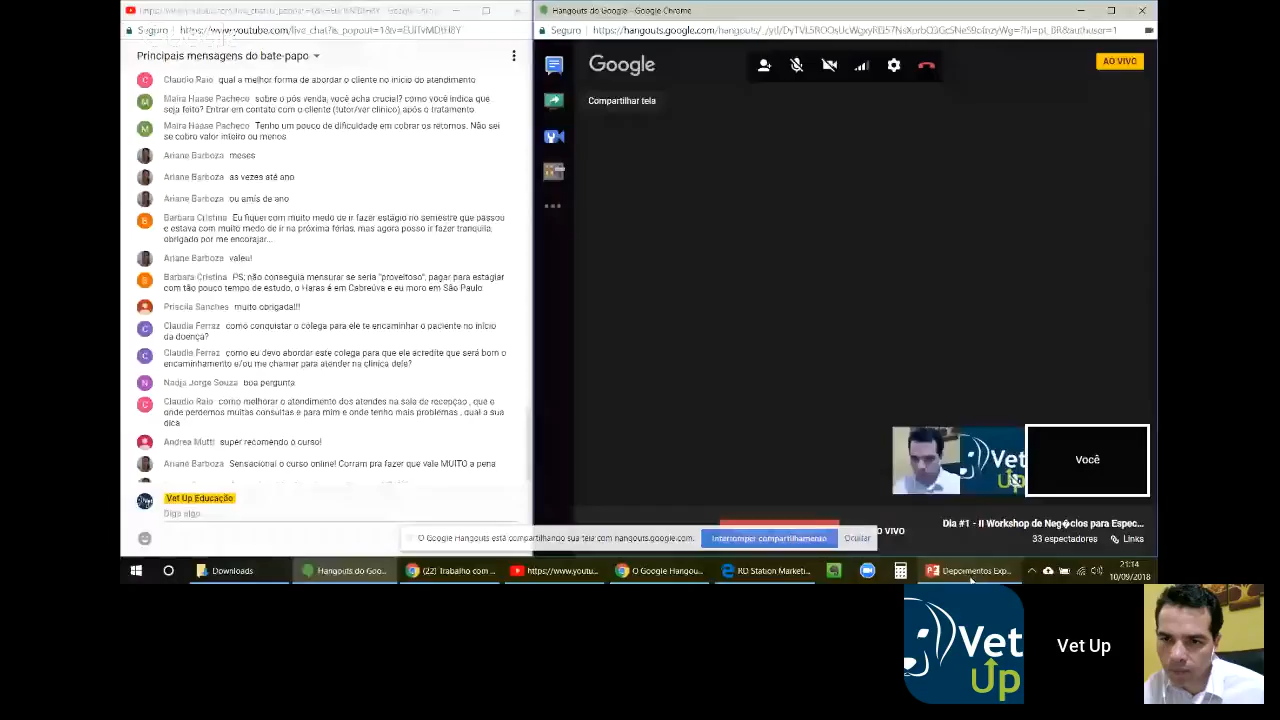 Hangouts do Google - Google Chrome
Seguro
Seguro
Principais mensagens do bate-papo
Claudio Raio qual a melhor forma de abordar o cliente no inicio do atendimento
Maira Haase Pacheco sobre o pós venda, você acha crucial? como você indica que
seja feito? Entrar em contato com o cliente (tutor/vet clínico) após o tratamento
Maira Haase Pacheco Tenho um pouco de dificuldade em cobrar os retornos. Não sei
se cobro valor inteiro ou menos
Ariane Barboza meses
Ariane Barboza as vezes até ano
Ariane Barboza ou amis de ano
Barbara Cristina Eu fiquei com muito medo de ir fazer estágio no semestre que passou
e estava com muito medo de ir na próxima férias, mas agora posso ir fazer tranquila,
obrigado por me encorajar...
Ariane Barboza valeu!
Barbara Cristina PS; não conseguia mensurar se seria "proveitoso", pagar para estagiar
com tão pouco tempo de estudo, o Haras é em Cabreúva e eu moro em São Paulo
Priscila Sanches muito obrigada!!!
Claudia Ferraz como conquistar o colega para ele te encaminhar o paciente no início
da doença?
Claudia Ferraz como eu devo abordar este colega para que ele acredite que será bom o
encaminhamento e/ou me chamar para atender na clínica dele?
Nadja Jorge Souza boa pergunta
Claudio Raio como melhorar o atendimento dos atendes na sala de recenção , que e
onde perdemos muitas consultas e para mim e onde tenho mais problemas , qual a sua
dica
Andrea Mutti super recomendo o curso!
Ariane Barboza Sensacional o curso online! Corram pra fazer que vale MUITO a pena
Vet Up Educação
Diga algo...
Google
AO VIVO
Compartilhar tela
Vet
Up
Você
O VIVO
Dia #1 - II Workshop de Neg�cios para Espec...
33 espectadores
Links
O Google Hangouts está compartilhando sua tela com hangouts.google.com.
Interromper compartilhamento
Ocultar
Downloads
Hangouts do Goo...
(22) Trabalho com ...
https://www.youtu...
O Google Hangou...
RD Station Marketi...
Depoimentos Exp...
21:14
10/09/2018
Vet
Up
Vet Up